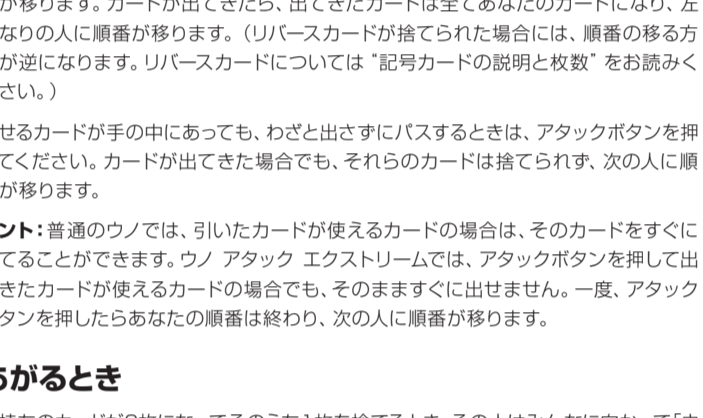 が移ります。カードが出てきたら、出てきたカードは全てあなたのカードになり、左
なりの人に順番が移ります。（リバースカードが捨てられた場合には、順番の移る方
が逆になります。リバースカードについては “記号カードの説明と枚数” をお読みく
さい。）
せるカードが手の中にあっても、わざと出さずにパスするときは、アタックボタンを押
てください。カードが出てきた場合でも、それらのカードは捨てられず、次の人に順
が移ります。
ント：普通のウノでは、引いたカードが使えるカードの場合は、そのカードをすぐに
てることができます。ウノ アタック エクストリームでは、アタックボタンを押して出
きたカードが使えるカードの場合でも、そのまますぐに出せません。一度、アタック
タンを押したらあなたの順番は終わり、次の人に順番が移ります。
がるとき